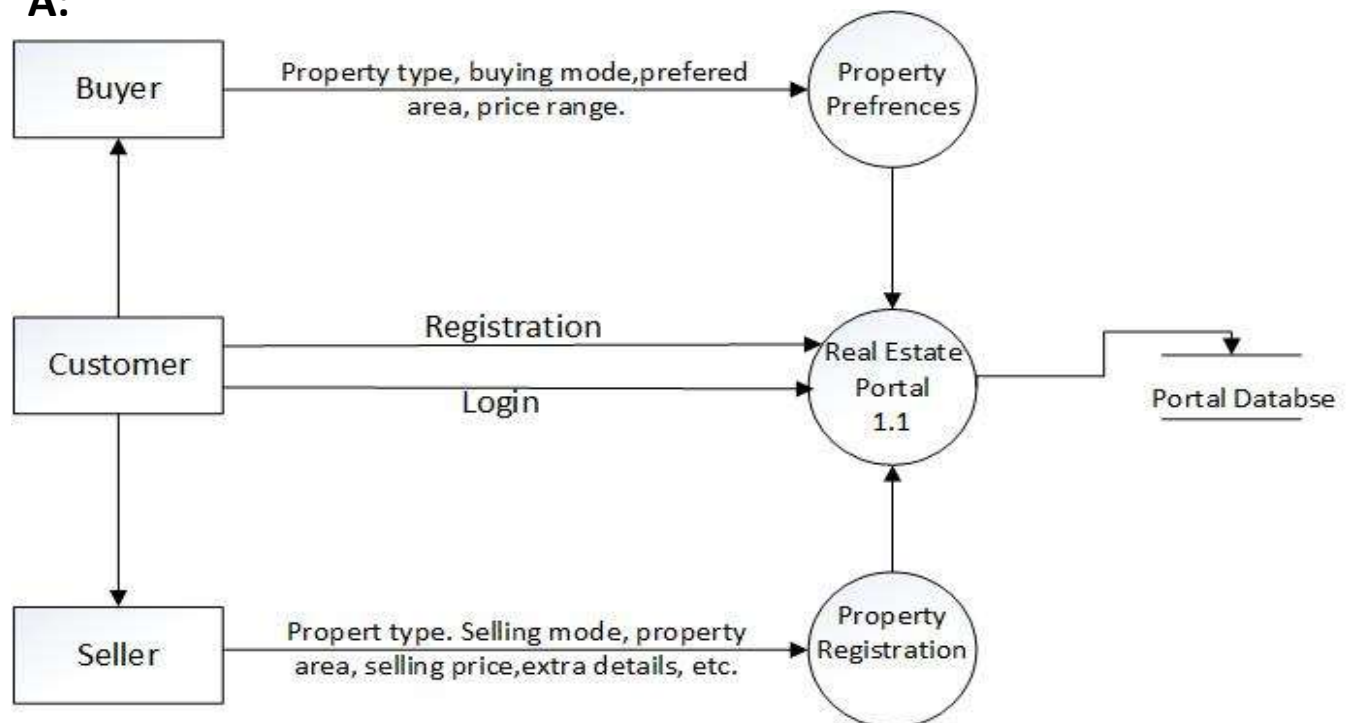 A:
Buyer
Property type, buying mode,prefered
area, price range.
Property
Prefrences
Customer
Registration
Login
Real Estate
Portal
1.1
Portal Databse
Seller
Propert type. Selling mode, property
area, selling price,extra details, etc.
Property
Registration